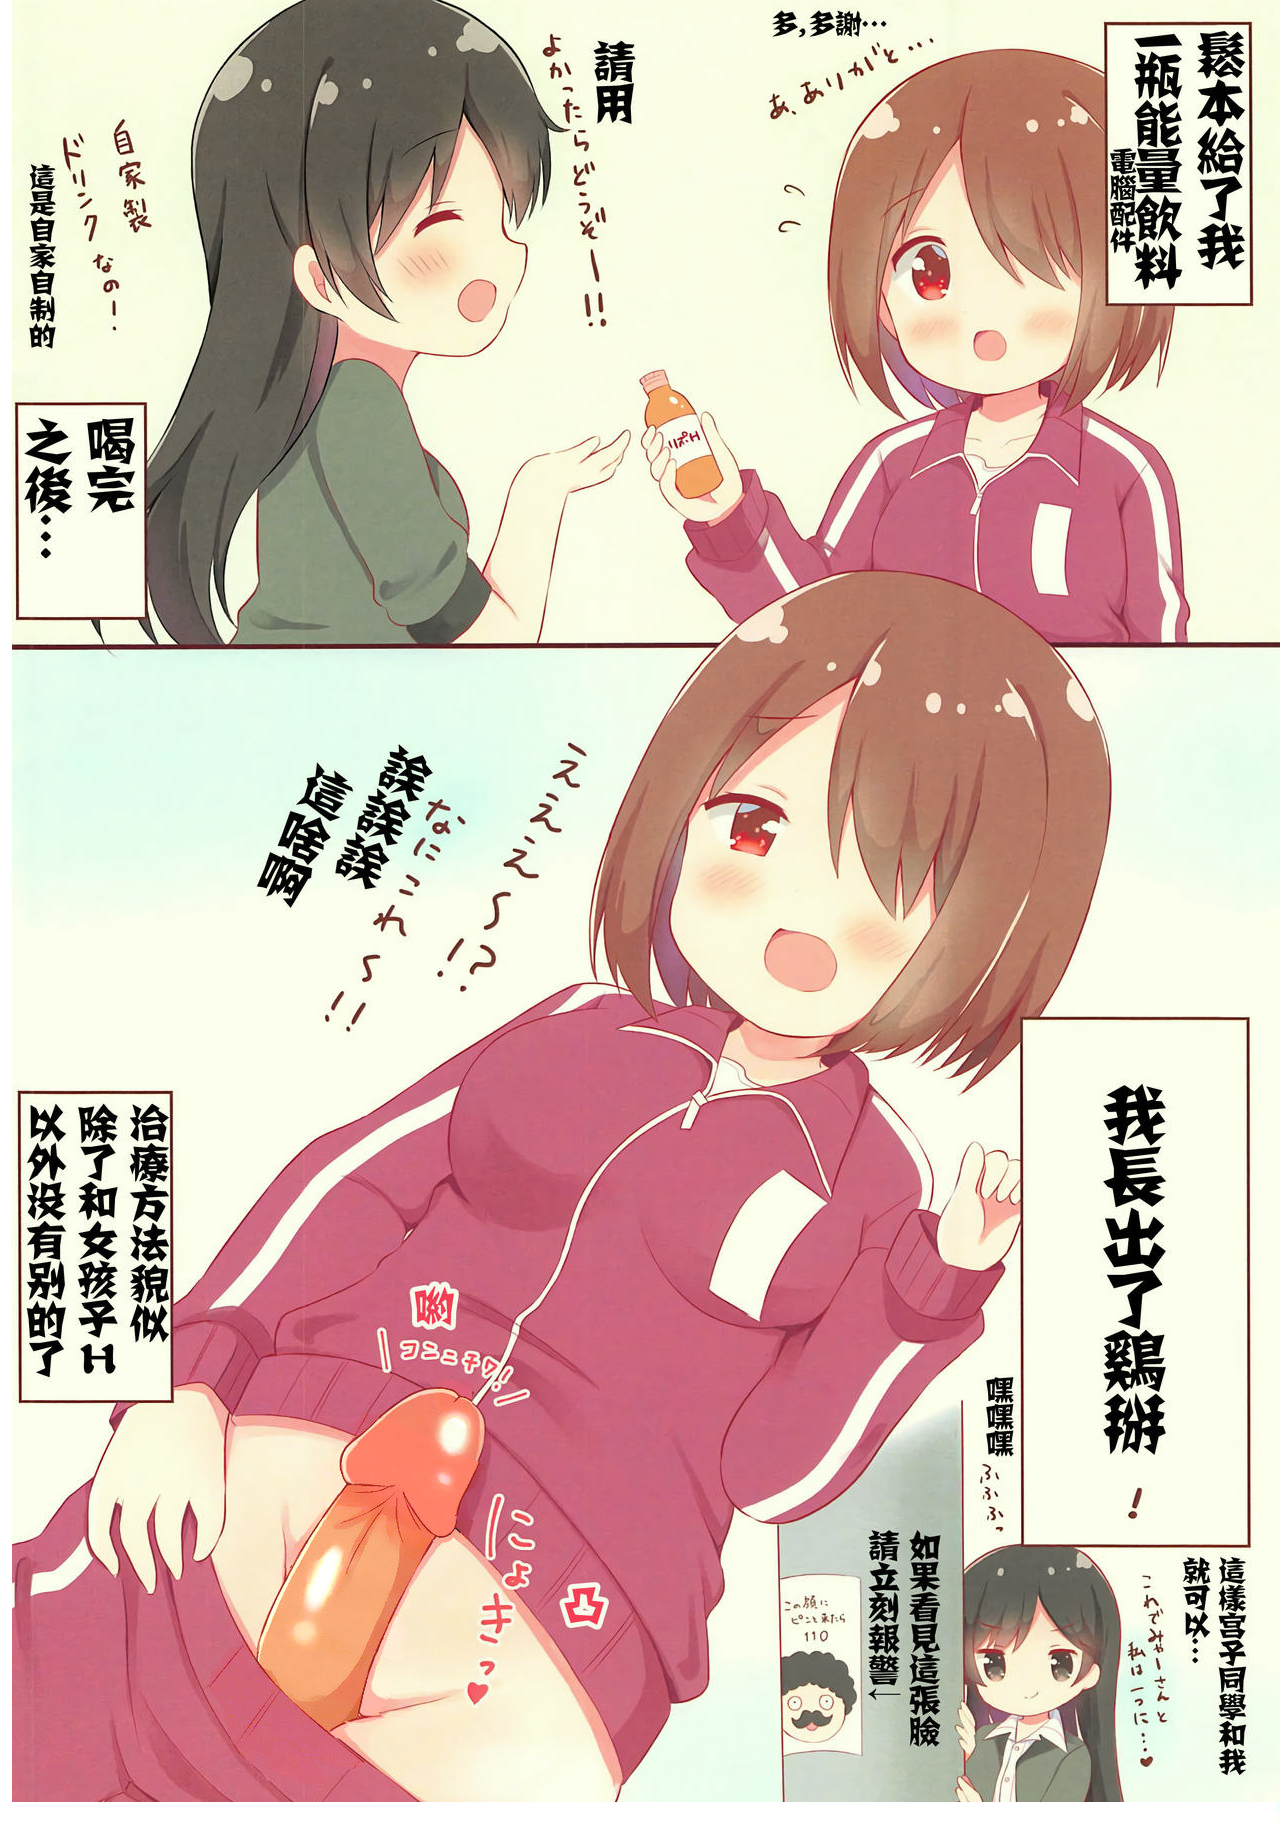 鬆本給了我
一瓶能量飲料
電腦配件
多,多謝…
あ、ありがと…
請用
よかったらどうぞー!!
自家製
ドリンクなのー.
這是自家自制的
リポH
喝完
之後…
えええ~!?
なにこれ~!!
誒誒誒
這啥啊
我長出了鷄掰
!
治療方法貌似
除了和女孩子H
以外没有别的了
コンニチワ!
にょきっ♥
凸
嘿嘿嘿
ふふふっ
這樣宫子同學和我
就可以…
これでみゃーさんと
私は一つに…♥
如果看見這張臉
請立刻報警←
この顔に
ピンと来たら
110